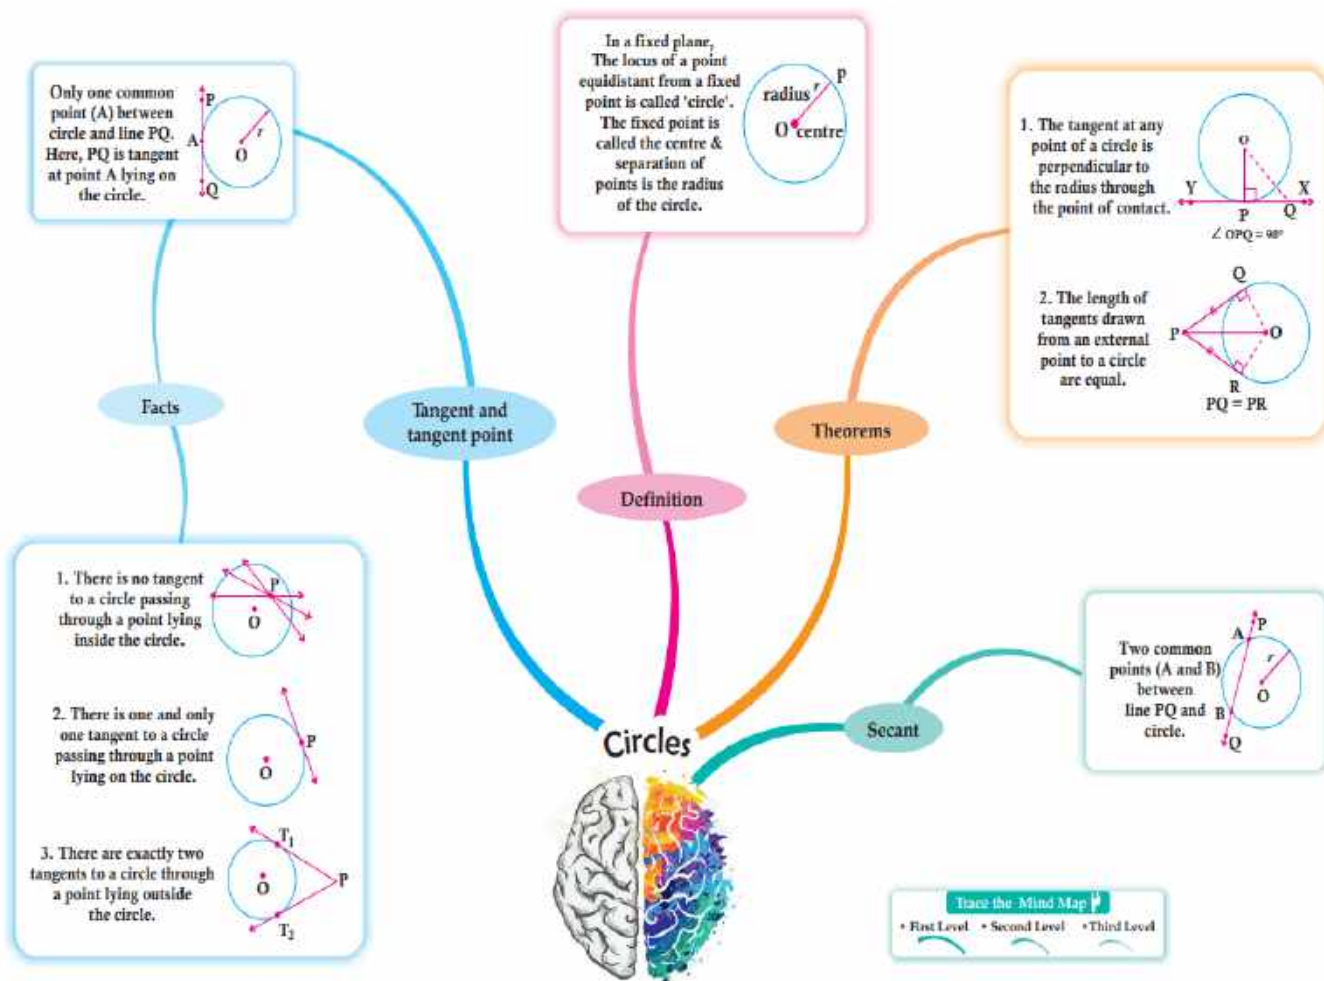 In a fixed plane,
The locus of a point
equidistant from a fixed
point is called 'circle'.
The fixed point is
called the centre &
separation of
points is the radius
of the circle.
P
radius r
O centre
Only one common
point (A) between
circle and line PQ.
Here, PQ is tangent
at point A lying on
the circle.
P
A
r
O
Q
1. The tangent at any
point of a circle is
perpendicular to
the radius through
the point of contact.
O
Y
X
P
Q
∠ OPQ = 90°
2. The length of
tangents drawn
from an external
point to a circle
are equal.
Q
P
O
R
PQ = PR
Facts
Tangent and
tangent point
Theorems
Definition
1. There is no tangent
to a circle passing
through a point lying
inside the circle.
P
O
2. There is one and only
one tangent to a circle
passing through a point
lying on the circle.
P
O
3. There are exactly two
tangents to a circle through
a point lying outside
the circle.
T1
O
P
T2
Two common
points (A and B)
between
line PQ and
circle.
P
A
r
O
B
Q
Secant
Circles
Trace the Mind Map
• First Level • Second Level • Third Level